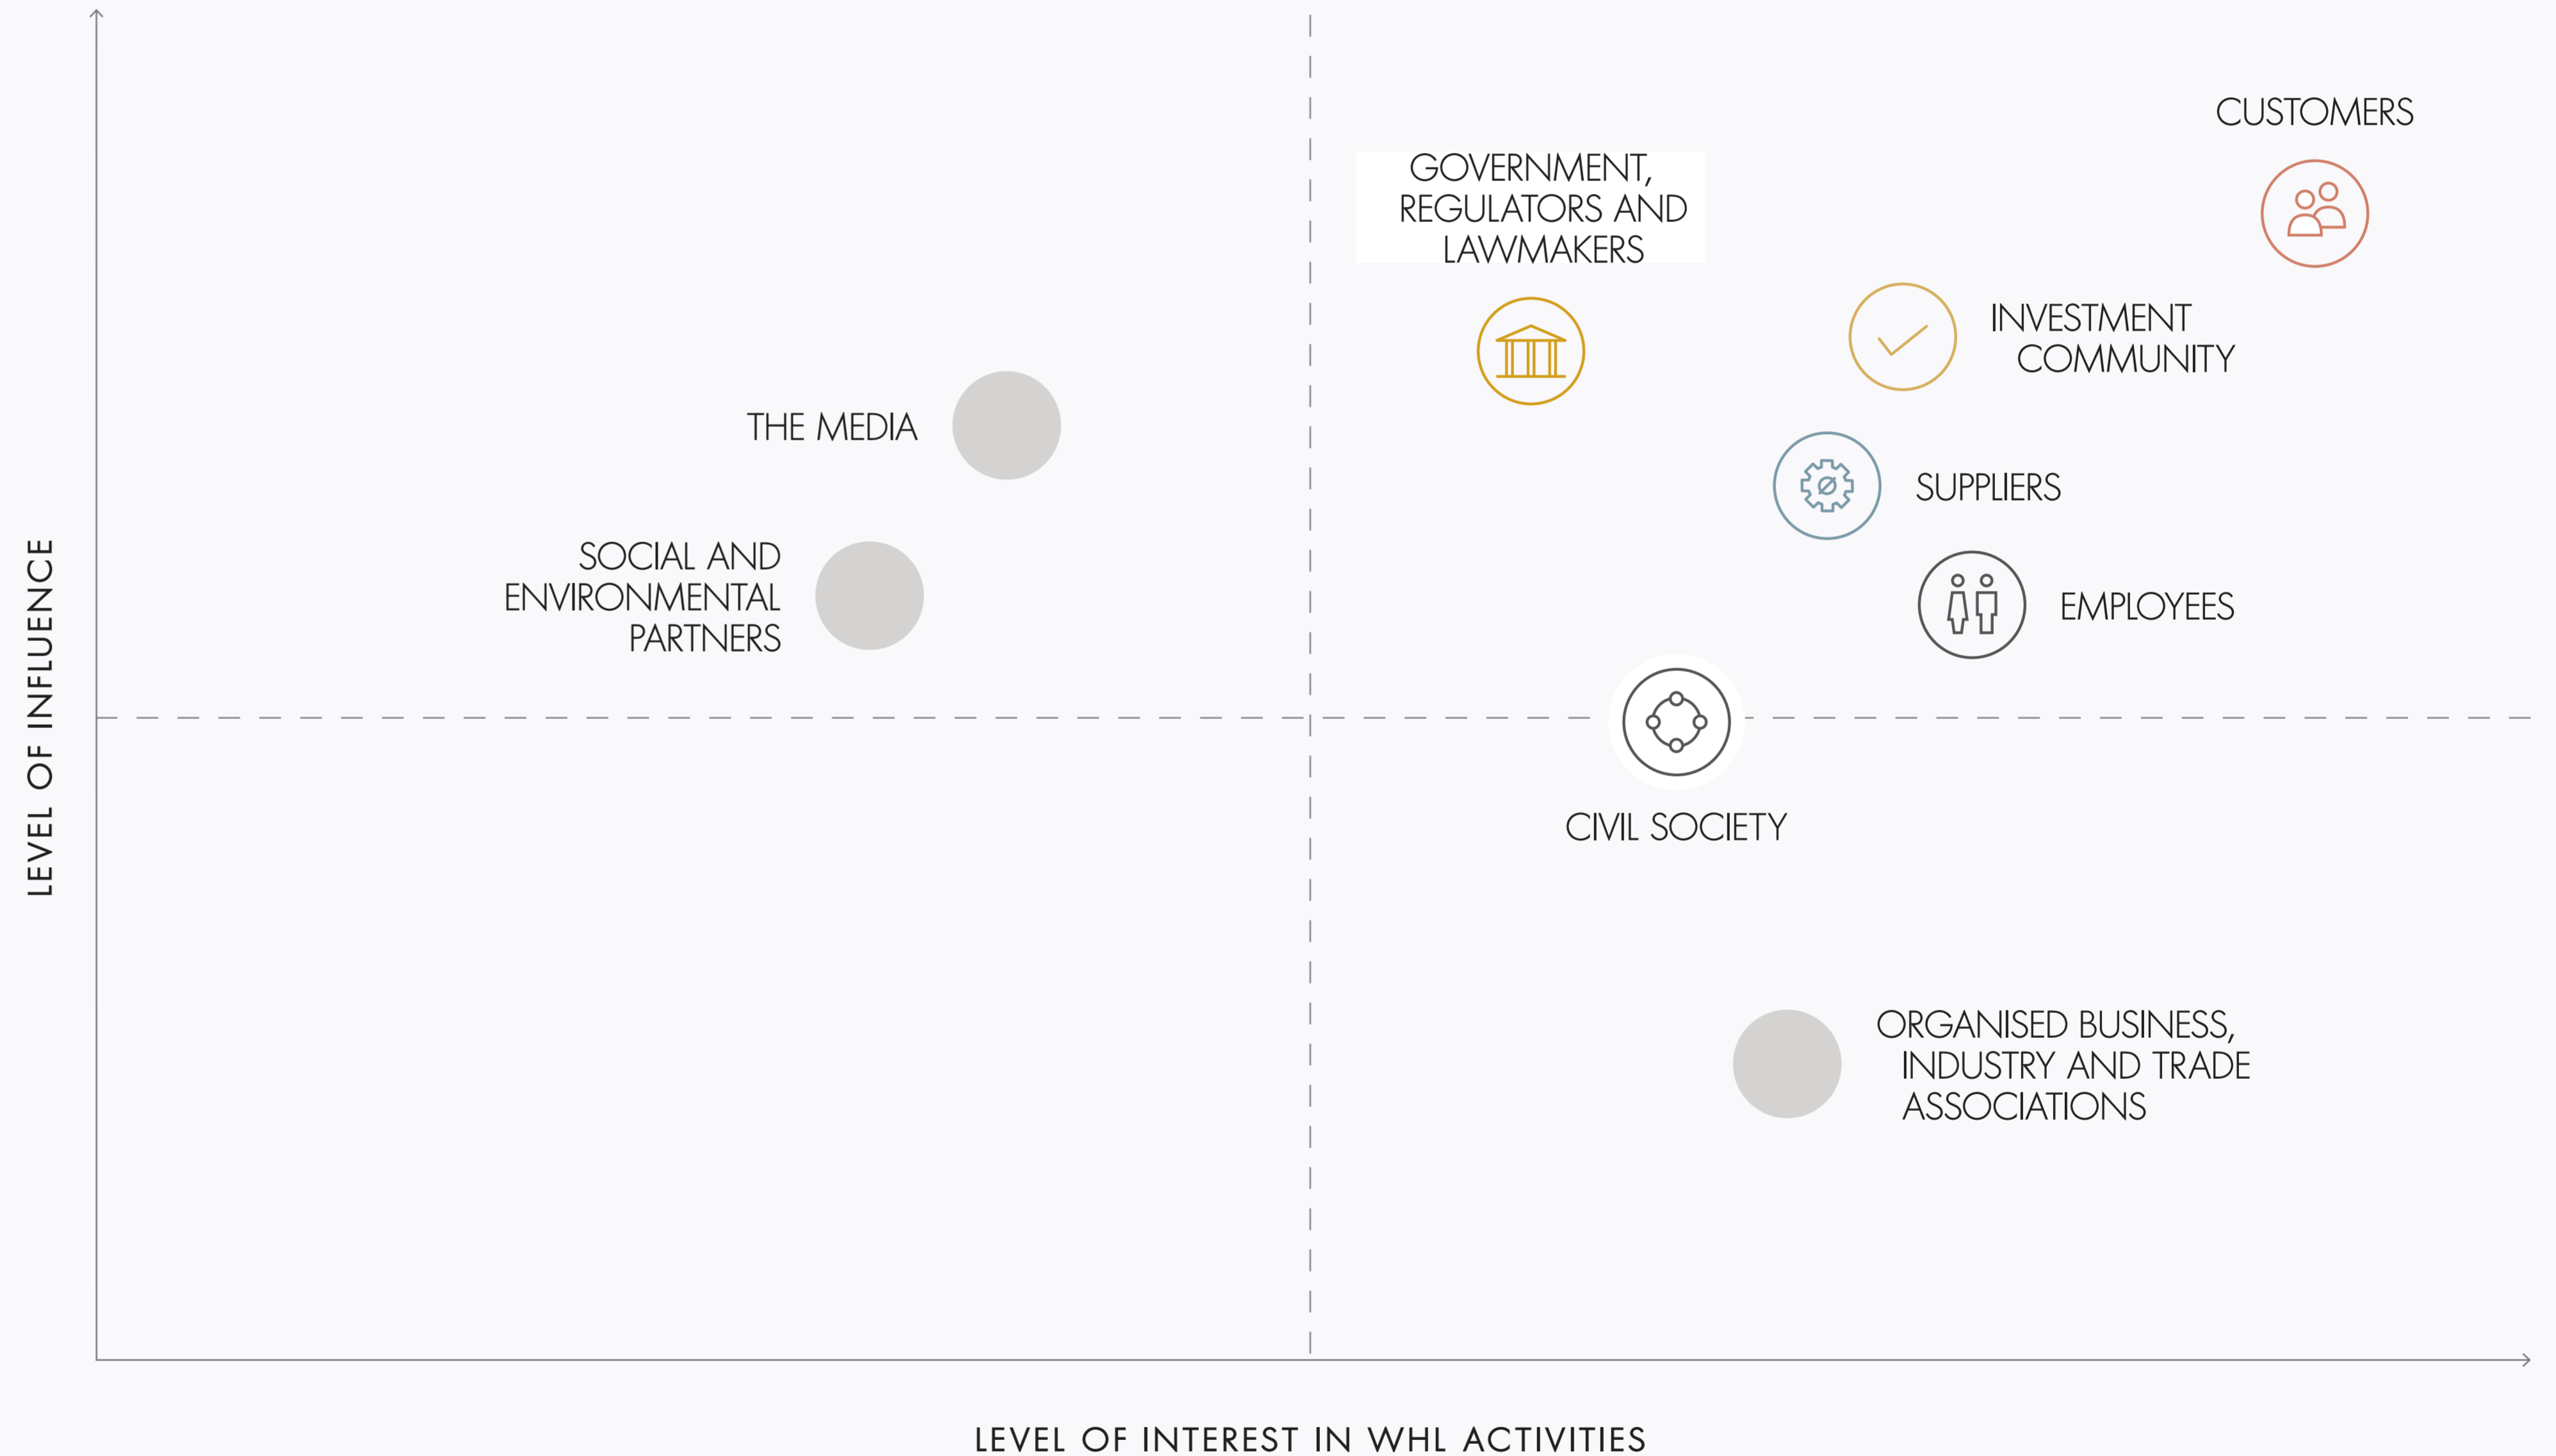 CUSTOMERS
GOVERNMENT,
REGULATORS AND
LAWMAKERS
INVESTMENT
COMMUNITY
THE MEDIA
SUPPLIERS
SOCIAL AND
ENVIRONMENTAL
PARTNERS
EMPLOYEES
CIVIL SOCIETY
ORGANISED BUSINESS,
INDUSTRY AND TRADE
ASSOCIATIONS
LEVEL OF INFLUENCE
LEVEL OF INTEREST IN WHL ACTIVITIES